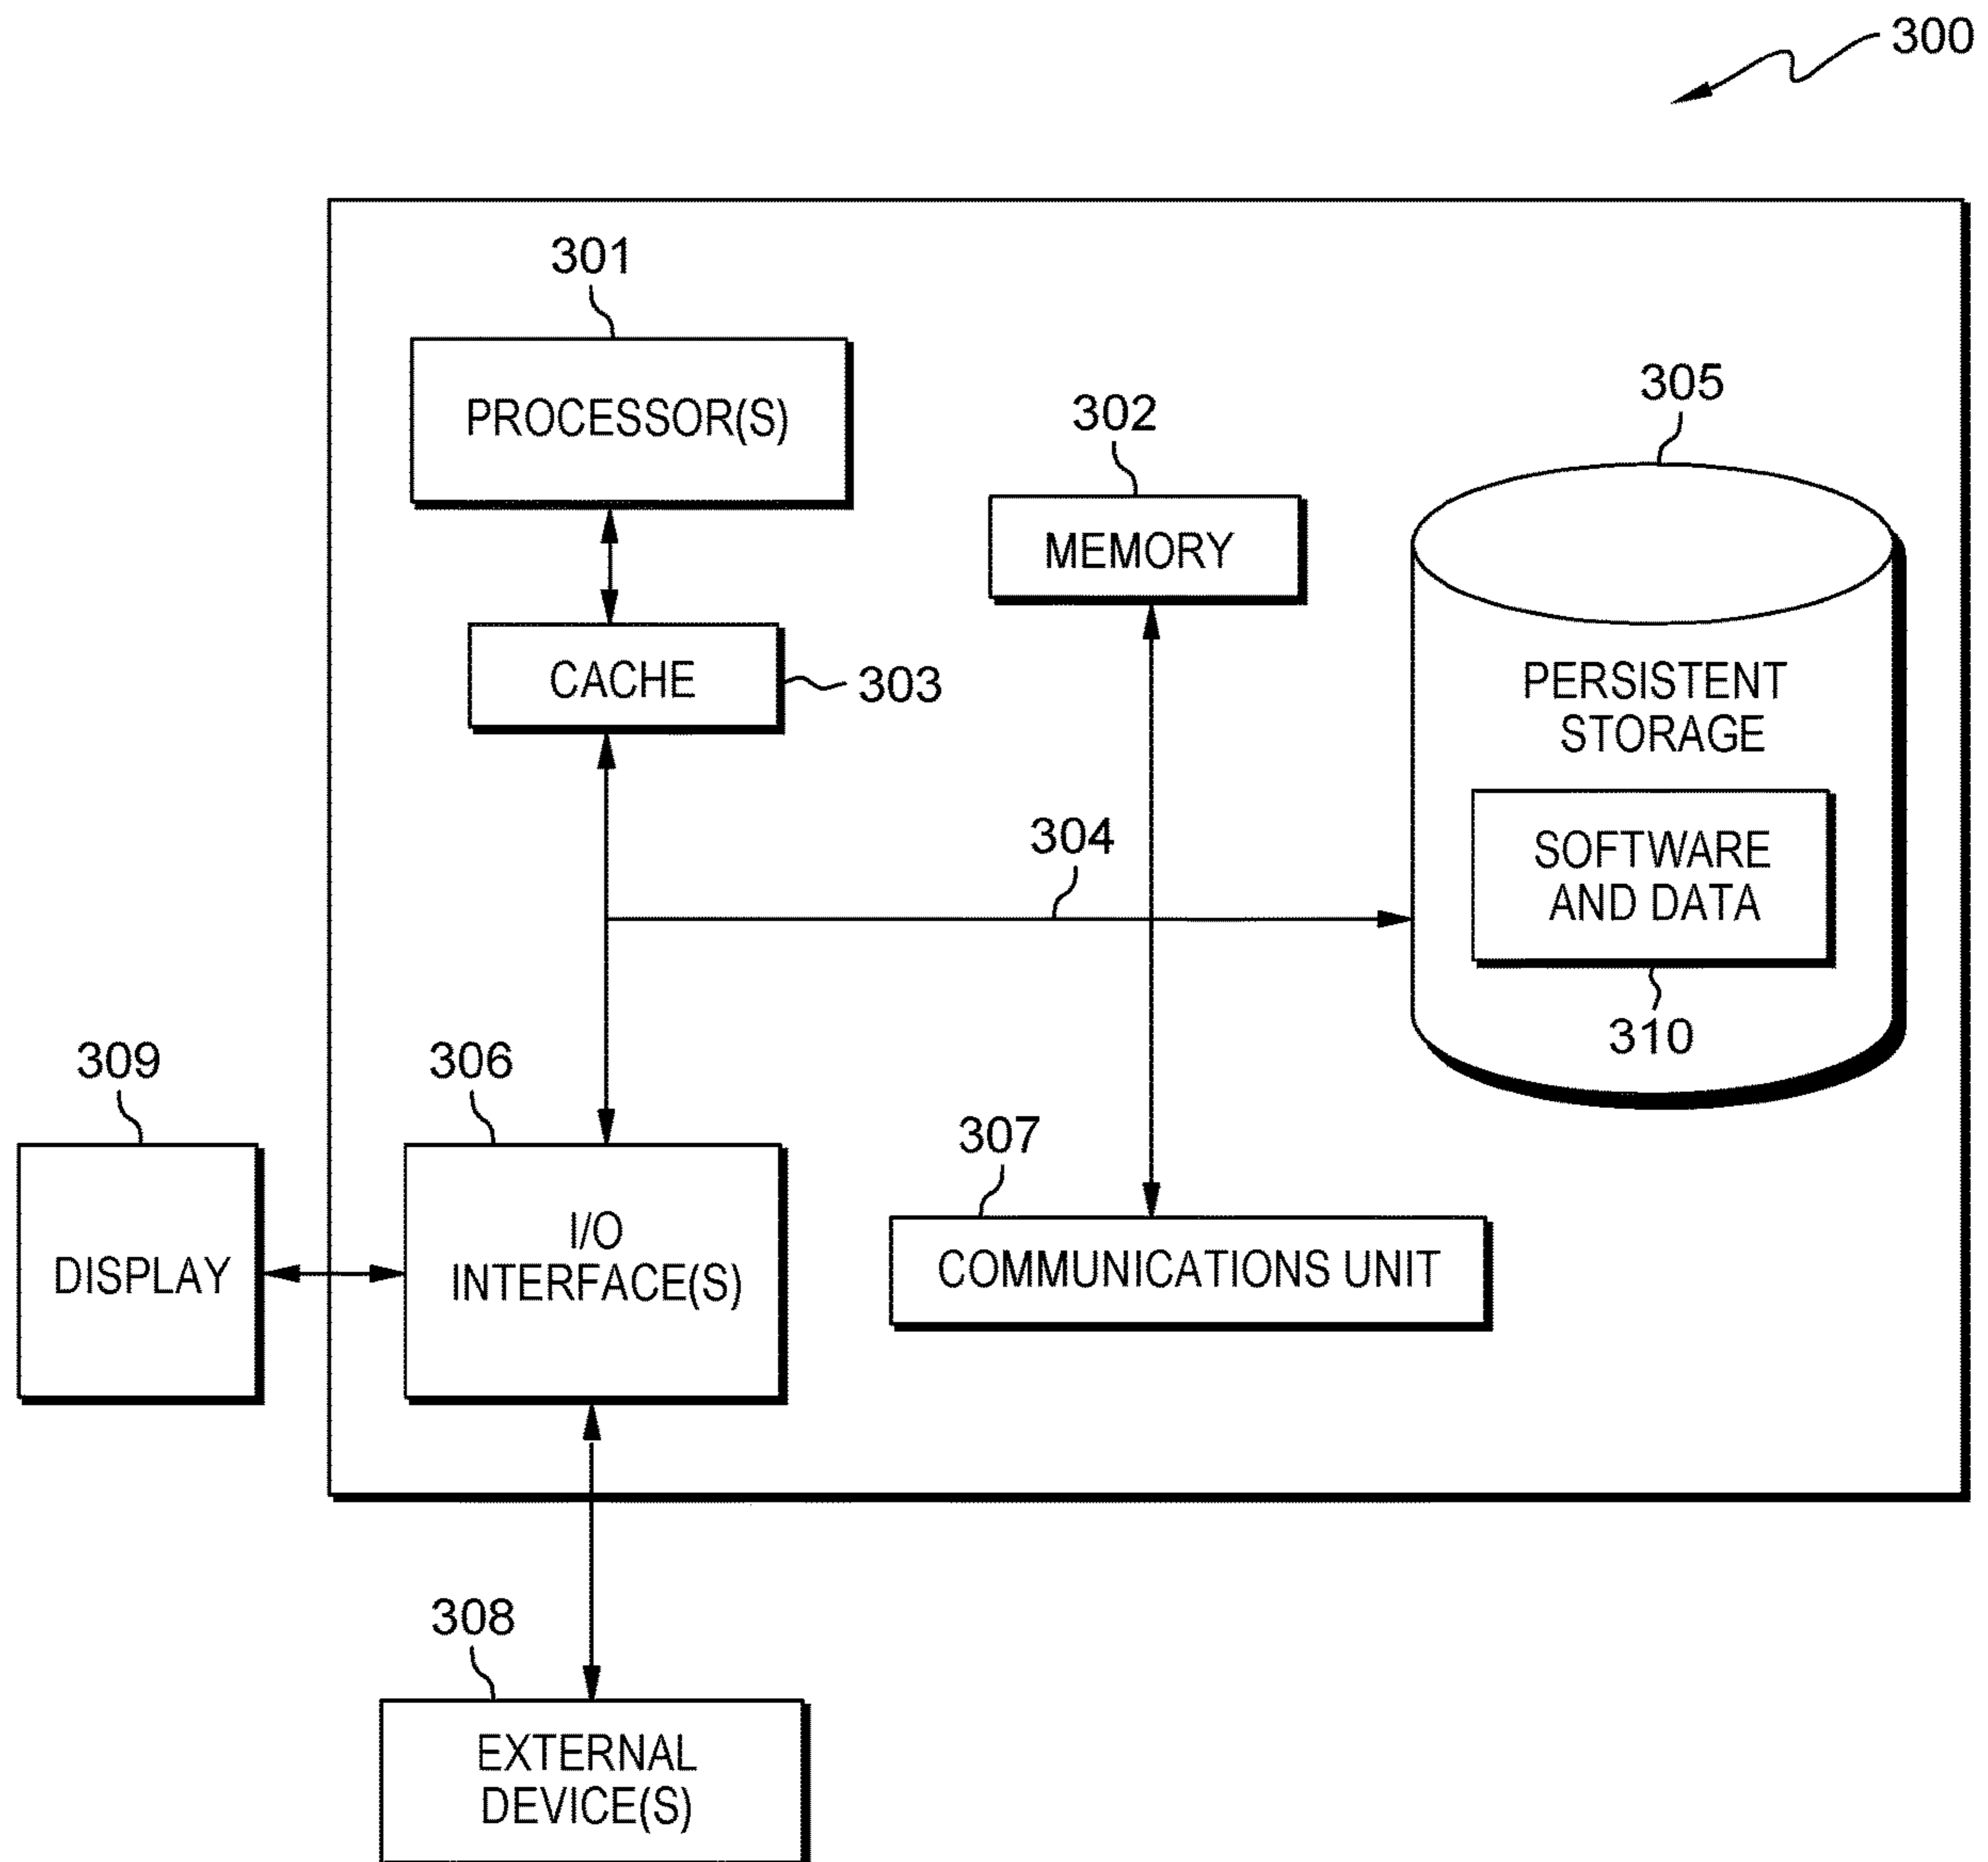 300
301
PROCESSOR(S)
302
MEMORY
305
CACHE
303
PERSISTENT
STORAGE
304
SOFTWARE
AND DATA
310
309
DISPLAY
306
I/O
INTERFACE(S)
307
COMMUNICATIONS UNIT
308
EXTERNAL
DEVICE(S)